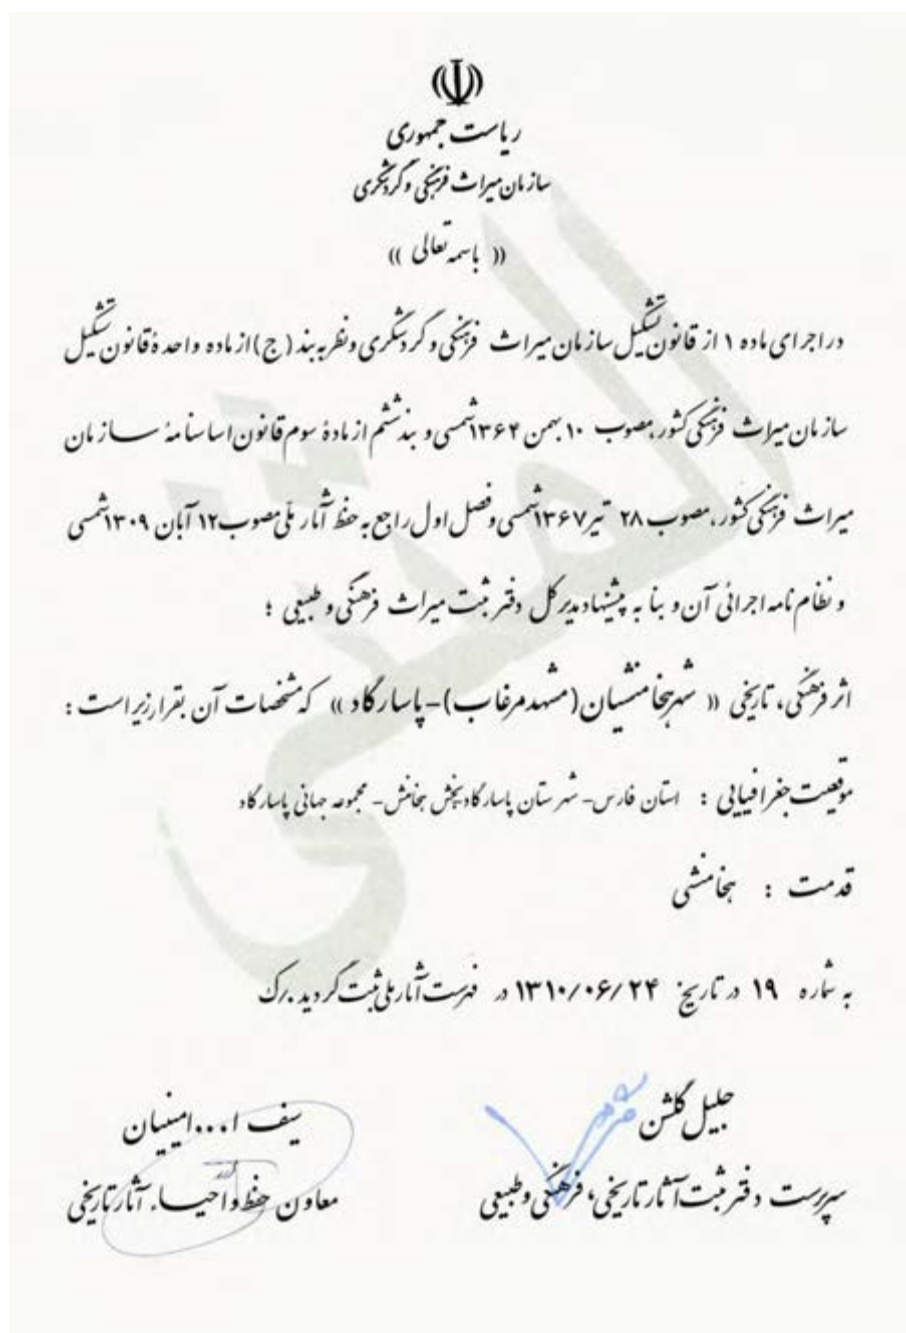 ریاست جمهوری
سازمان میراث فرهنگی و گردشگری
(( باسمه تعالی ))
در اجرای ماده ۱ از قانون تشکیل سازمان میراث فرهنگی و گردشگری و نظر به بند (ج) از ماده واحدهٔ قانون تشکیل
سازمان میراث فرهنگی کشور، مصوب ۱۰ بهمن ۱۳۶۴ شمسی و بند ششم از مادهٔ سوم قانون اساسنامهٔ سازمان
میراث فرهنگی کشور، مصوب ۲۸ تیر ۱۳۶۷ شمسی و فصل اول راجع به حفظ آثار ملی مصوب ۱۲ آبان ۱۳۰۹ شمسی
و نظام نامه اجرائی آن و بنا به پیشنهاد مدیر کل دفتر ثبت میراث فرهنگی و طبیعی ؛
اثر فرهنگی، تاریخی (( شهر هخامنشیان (مشهد مرغاب) - پاسارگاد )) که مشخصات آن بقرار زیر است :
موقعیت جغرافیایی : استان فارس - شهرستان پاسارگاد بخش هخامنش - مجموعه جهانی پاسارگاد
قدمت : هخامنشی
به شماره ۱۹ در تاریخ ۱۳۱۰/۰۶/۲۴ در فهرست آثار ملی ثبت گردید.
جلیل گلشن
سرپرست دفتر ثبت آثار تاریخی، فرهنگی و طبیعی
سیف ا... امینیان
معاون حفظ و احیاء آثار تاریخی